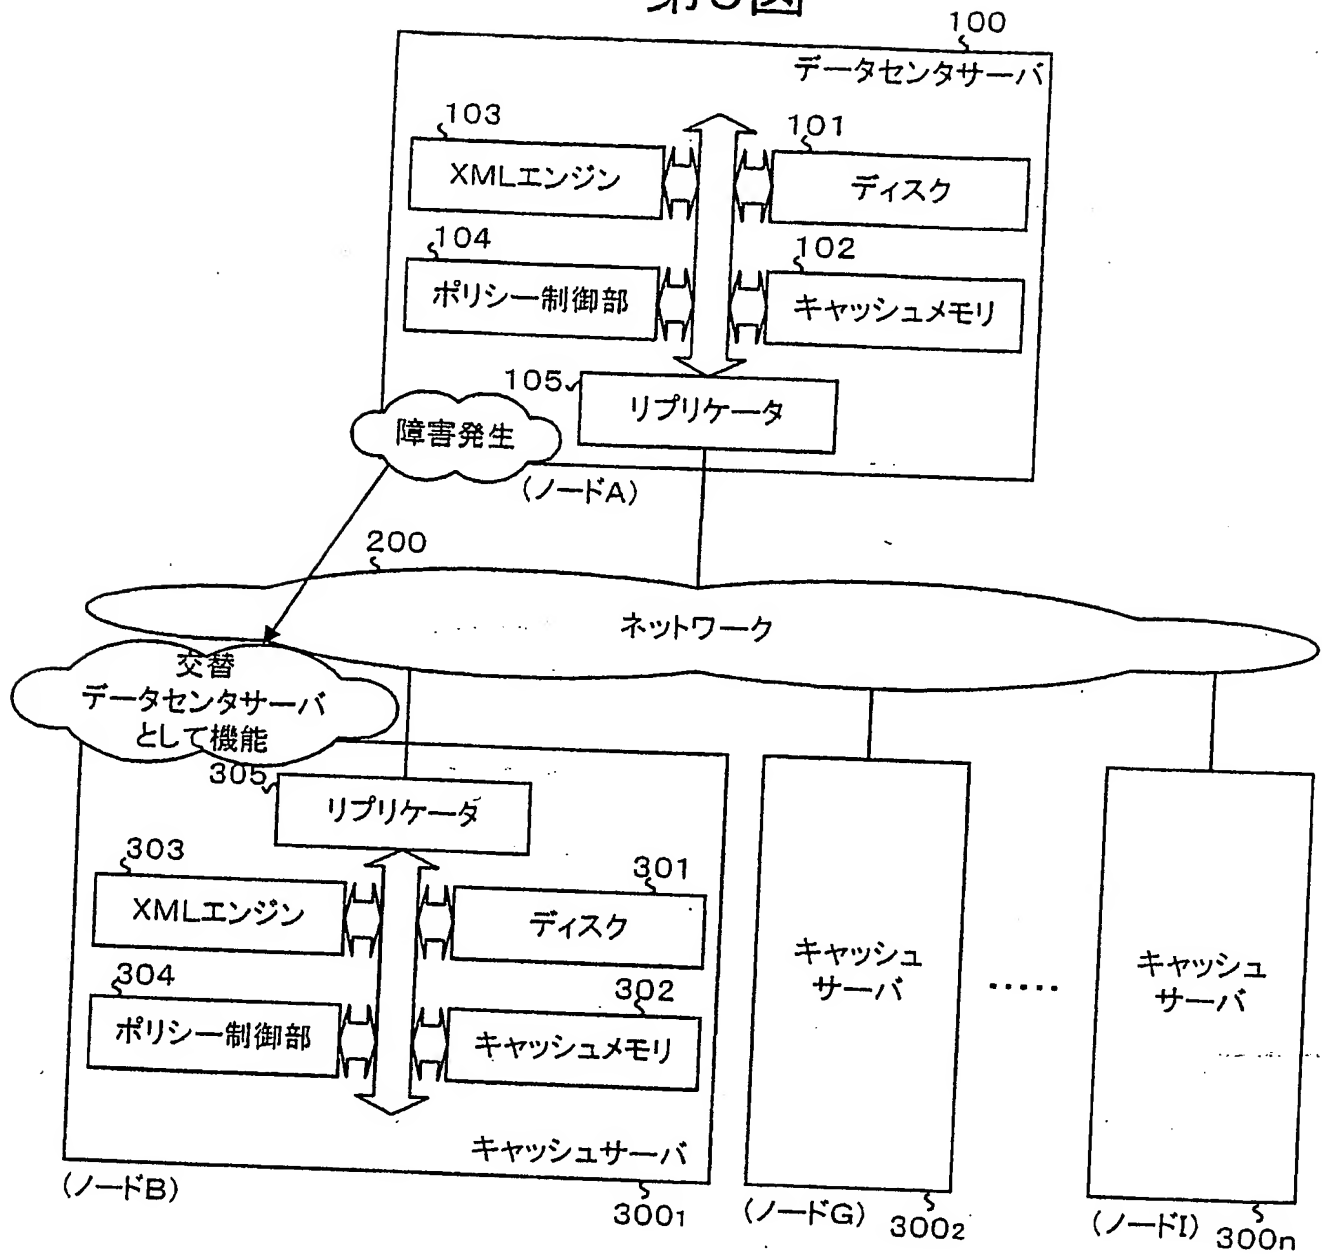 100
データセンタサーバ
103
XMLエンジン
101
ディスク
104
ポリシー制御部
102
キャッシュメモリ
105
リプリケータ
障害発生
(ノードA)
200
ネットワーク
交替
データセンタサーバ
として機能
305
リプリケータ
303
XMLエンジン
301
ディスク
304
ポリシー制御部
302
キャッシュメモリ
キャッシュサーバ
(ノードB)
3001
キャッシュ
サーバ
(ノードG)
3002
.....
キャッシュ
サーバ
(ノードI)
300n